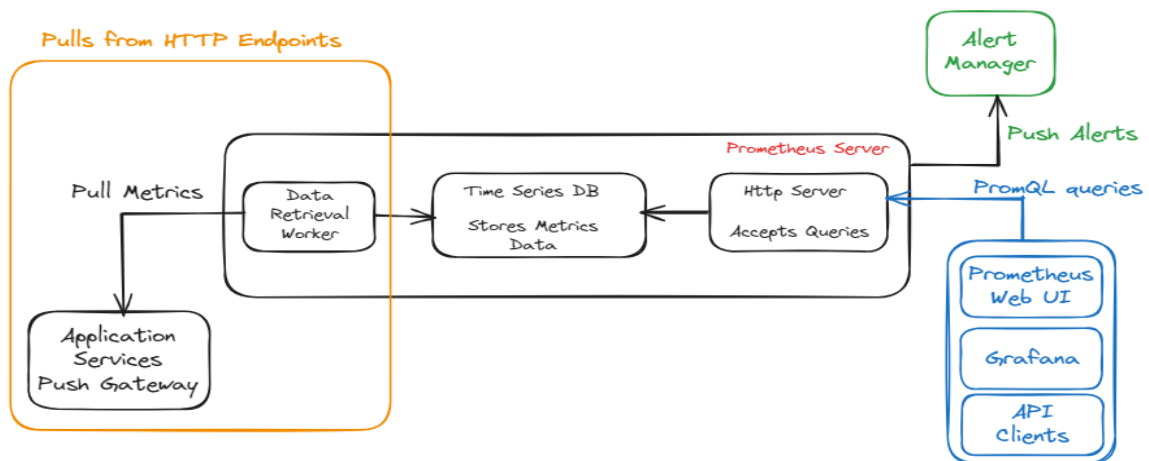 Pulls from HTTP Endpoints
Alert
Manager
Push Alerts
Prometheus Server
Pull Metrics
Data
Retrieval
Worker
Time Series DB
Stores Metrics
Data
Http Server
Accepts Queries
PromQL queries
Application
Services
Push Gateway
Prometheus
Web UI
Grafana
API
Clients